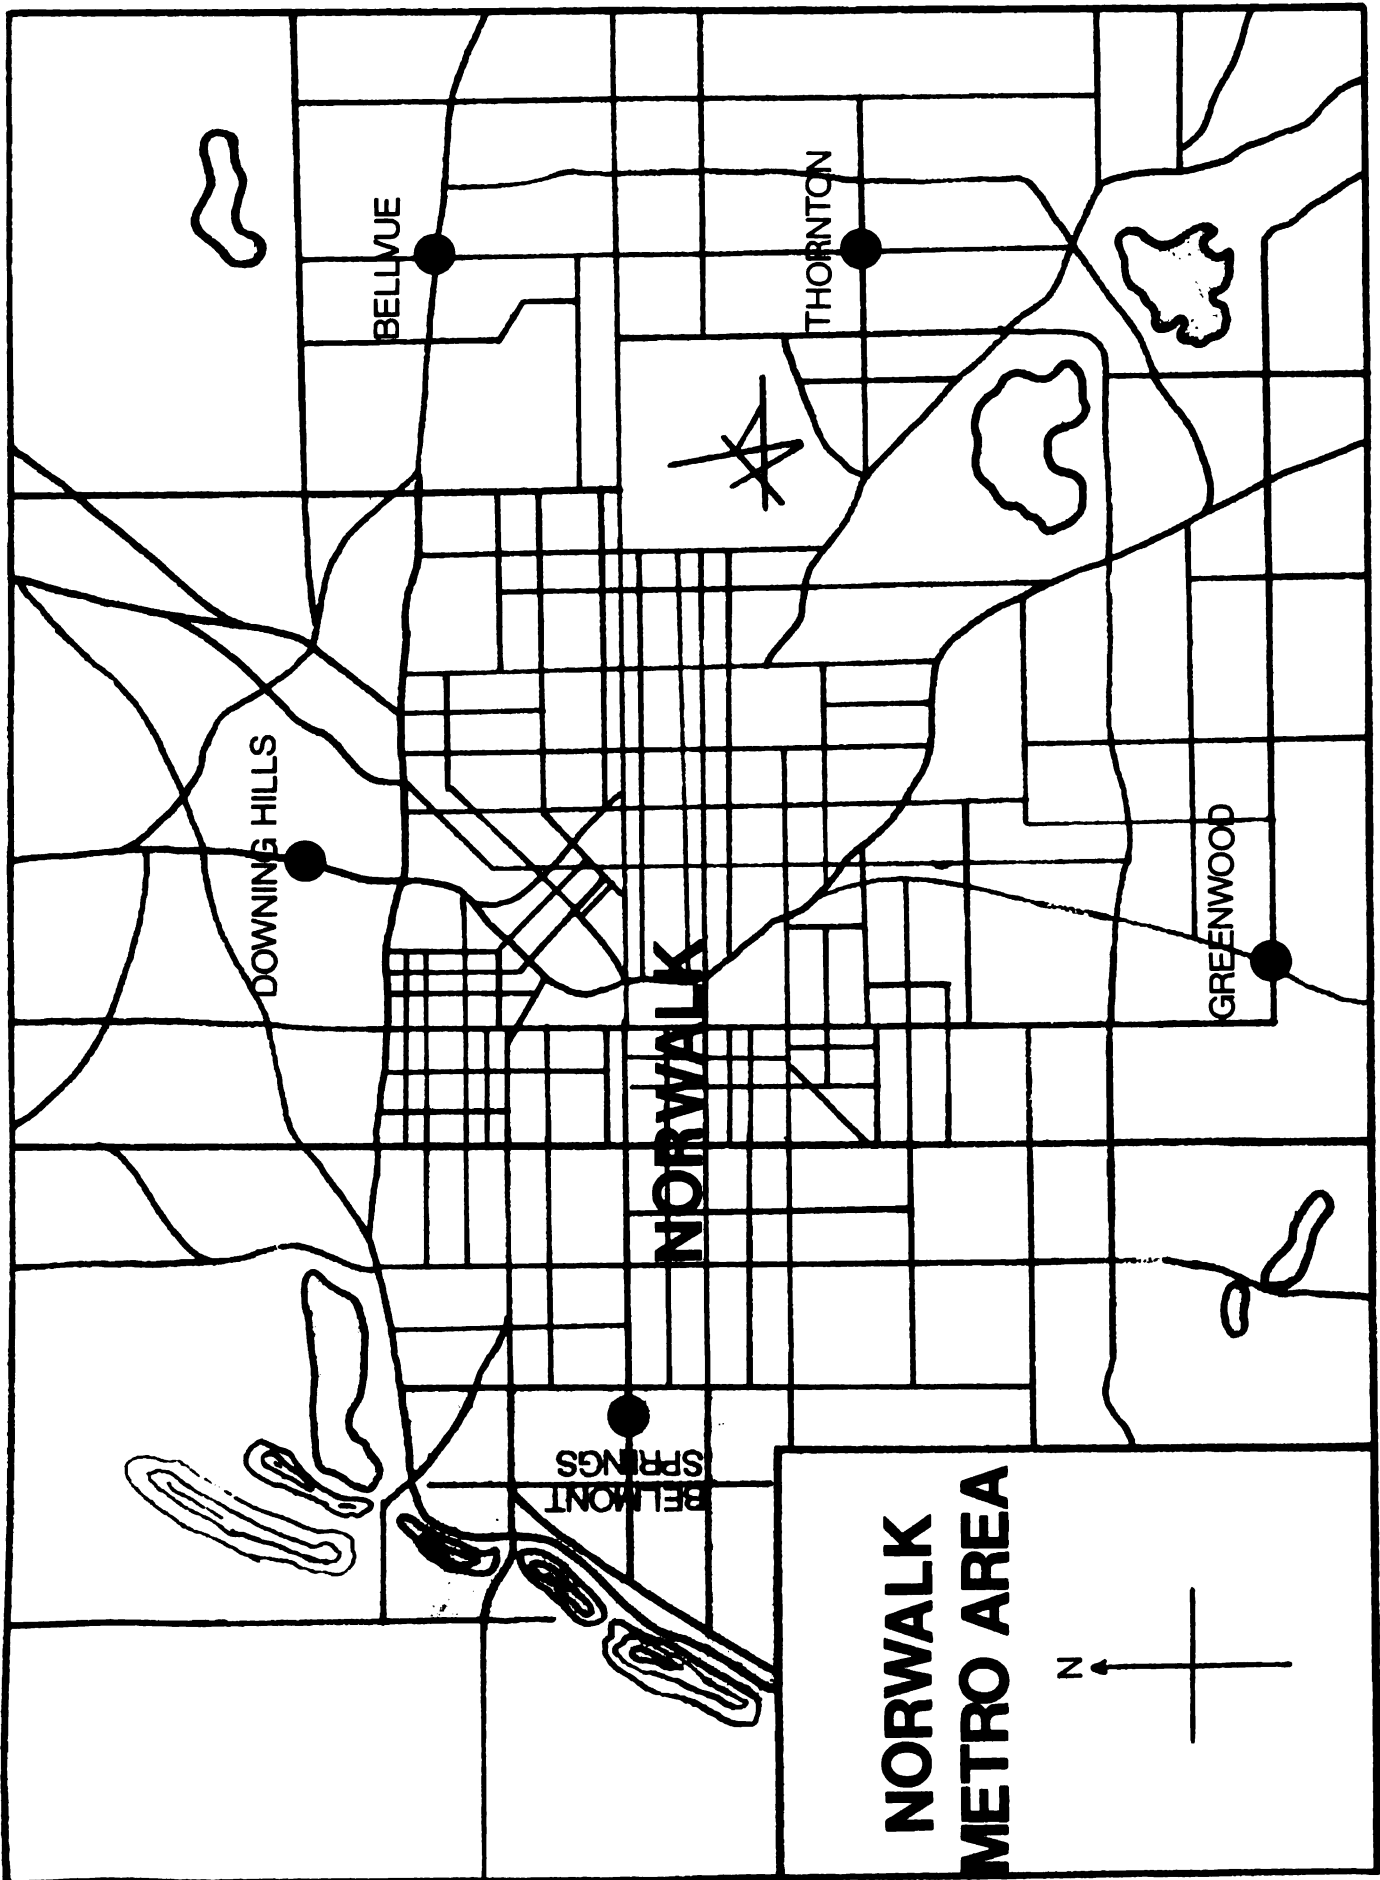 DOWNING HILLS
BELLVUE
BELMONT
SPRINGS
NORWALK
THORNTON
GREENWOOD
NORWALK
METRO AREA
N